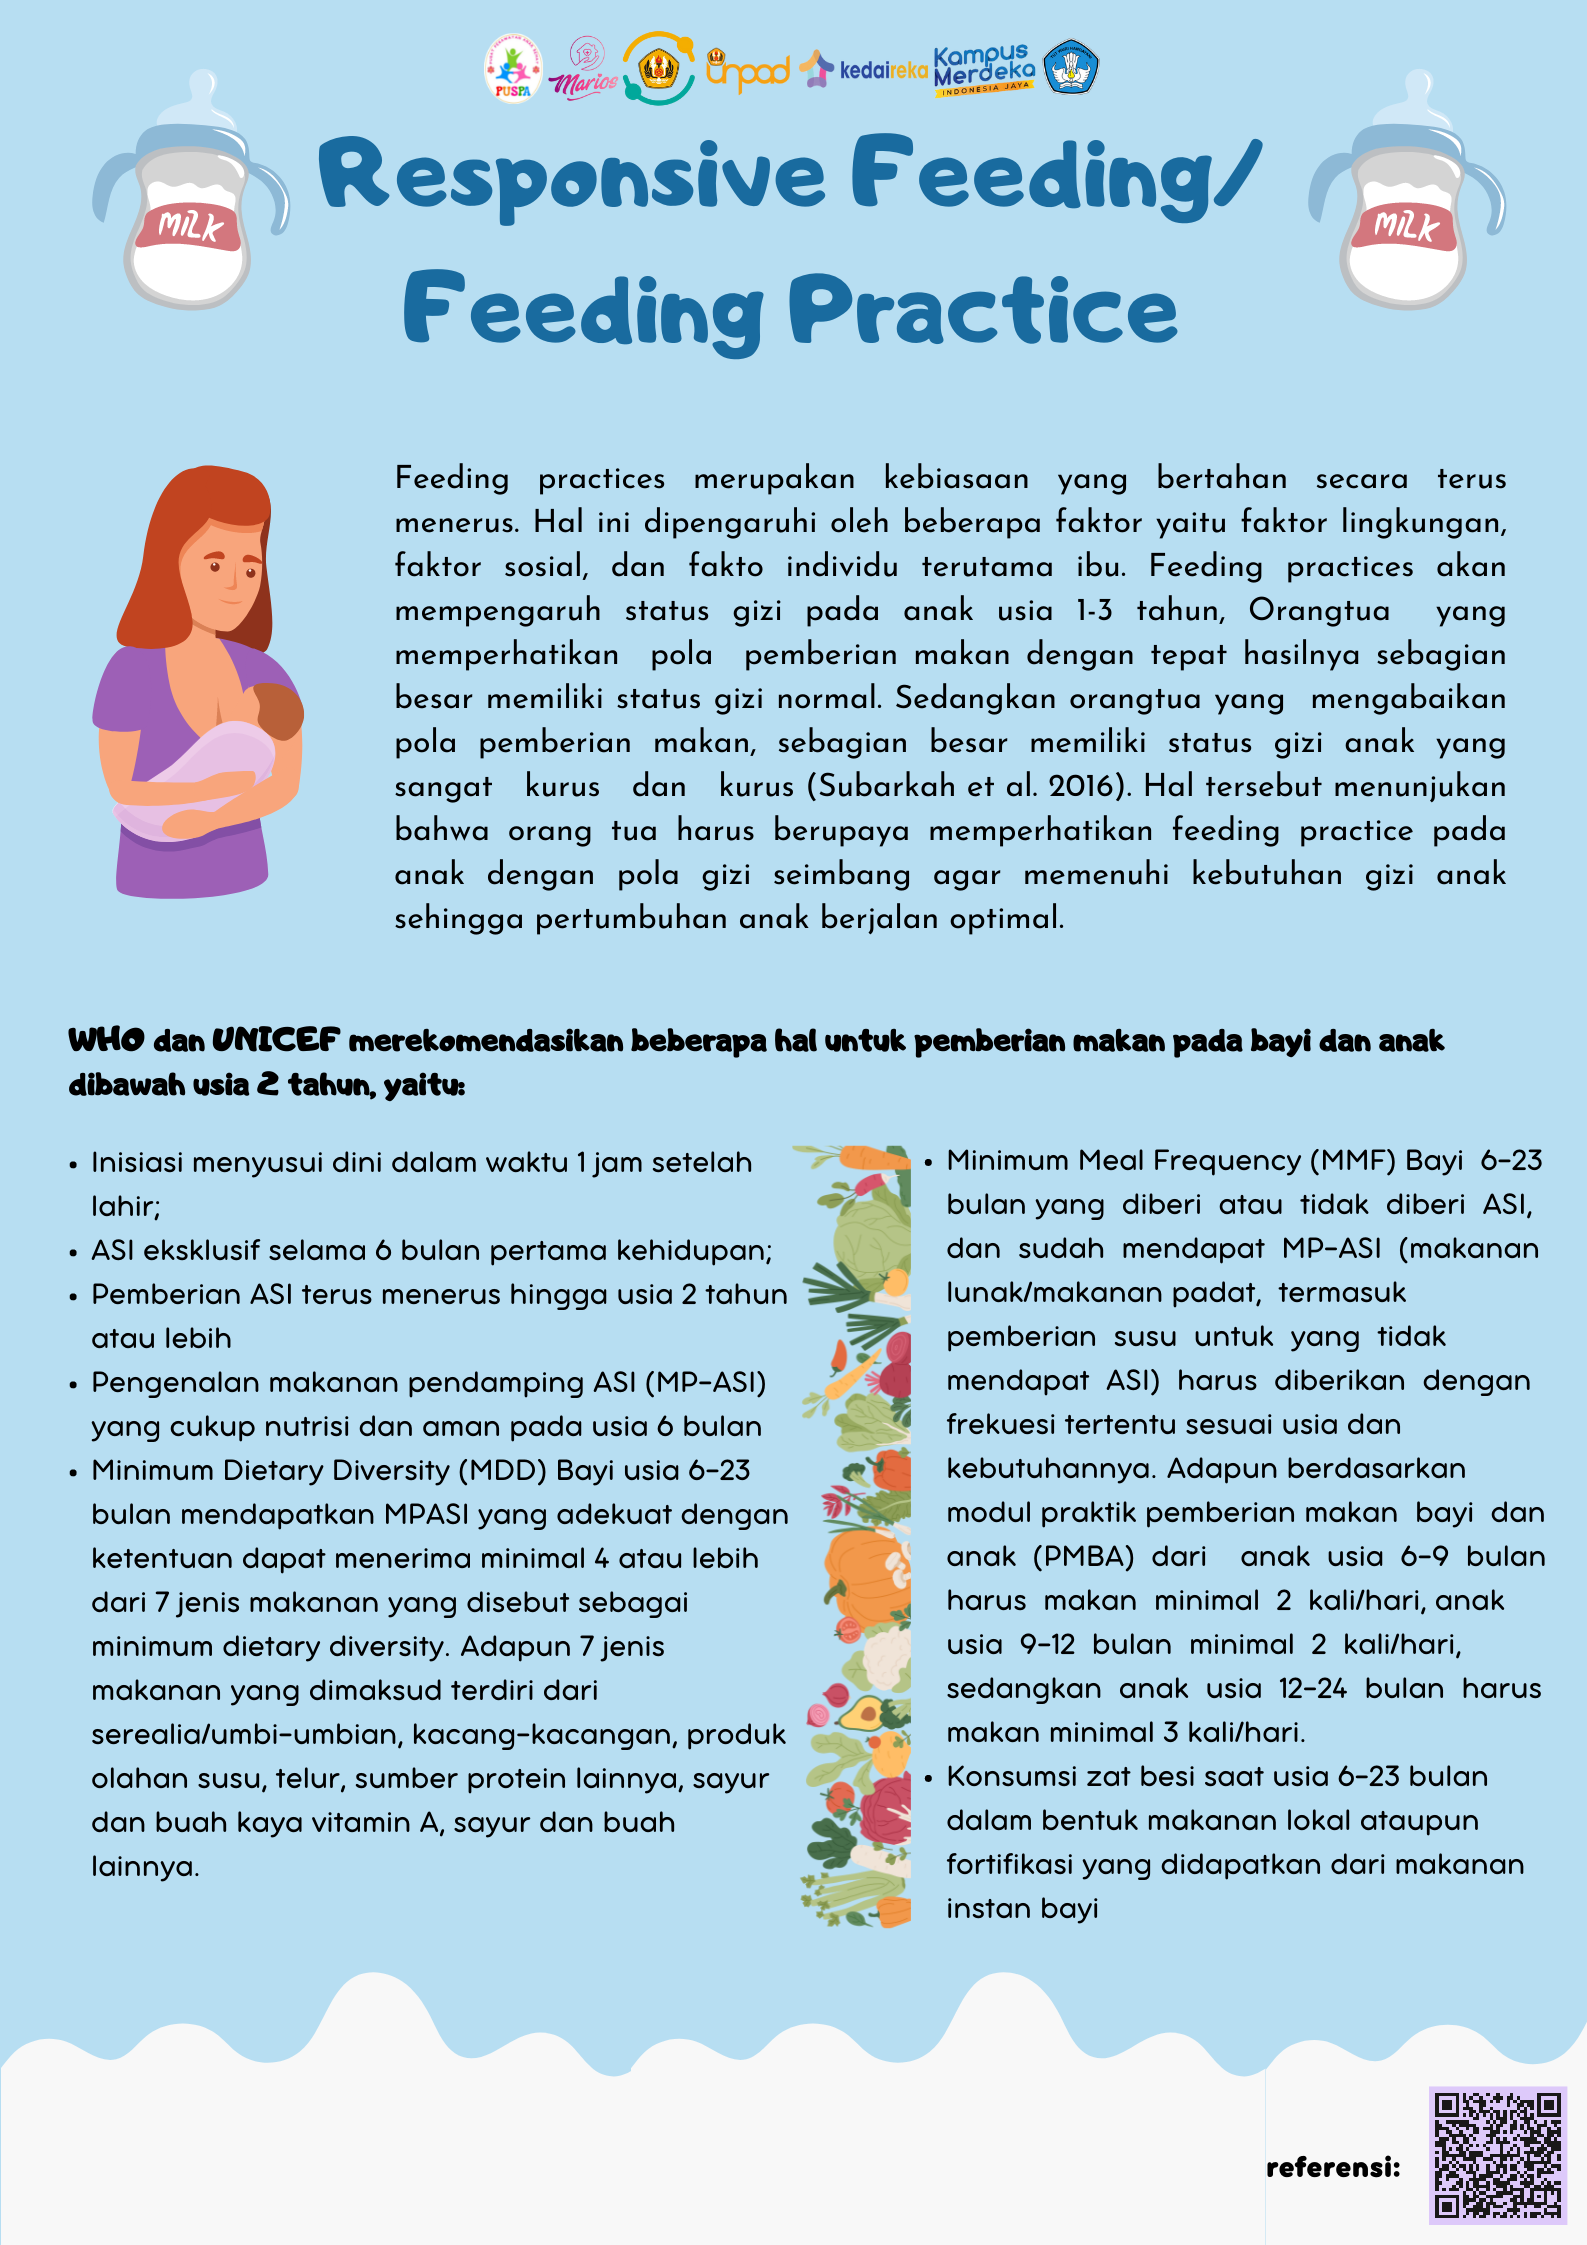 PUSPA
Marios
unpad
kedaireka
Kampus
Merdeka
INDONESIA JAYA
Responsive Feeding/
Feeding Practice
MILK
MILK
Feeding practices merupakan kebiasaan yang bertahan secara terus
menerus. Hal ini dipengaruhi oleh beberapa faktor yaitu faktor lingkungan,
faktor sosial, dan fakto individu terutama ibu. Feeding practices akan
mempengaruh status gizi pada anak usia 1-3 tahun, Orangtua yang
memperhatikan pola pemberian makan dengan tepat hasilnya sebagian
besar memiliki status gizi normal. Sedangkan orangtua yang mengabaikan
pola pemberian makan, sebagian besar memiliki status gizi anak yang
sangat kurus dan kurus (Subarkah et al. 2016). Hal tersebut menunjukan
bahwa orang tua harus berupaya memperhatikan feeding practice pada
anak dengan pola gizi seimbang agar memenuhi kebutuhan gizi anak
sehingga pertumbuhan anak berjalan optimal.
WHO dan UNICEF merekomendasikan beberapa hal untuk pemberian makan pada bayi dan anak
dibawah usia 2 tahun, yaitu:
• Inisiasi menyusui dini dalam waktu 1 jam setelah
lahir;
• ASI eksklusif selama 6 bulan pertama kehidupan;
• Pemberian ASI terus menerus hingga usia 2 tahun
atau lebih
• Pengenalan makanan pendamping ASI (MP-ASI)
yang cukup nutrisi dan aman pada usia 6 bulan
• Minimum Dietary Diversity (MDD) Bayi usia 6-23
bulan mendapatkan MPASI yang adekuat dengan
ketentuan dapat menerima minimal 4 atau lebih
dari 7 jenis makanan yang disebut sebagai
minimum dietary diversity. Adapun 7 jenis
makanan yang dimaksud terdiri dari
serealia/umbi-umbian, kacang-kacangan, produk
olahan susu, telur, sumber protein lainnya, sayur
dan buah kaya vitamin A, sayur dan buah
lainnya.
• Minimum Meal Frequency (MMF) Bayi 6-23
bulan yang diberi atau tidak diberi ASI,
dan sudah mendapat MP-ASI (makanan
lunak/makanan padat, termasuk
pemberian susu untuk yang tidak
mendapat ASI) harus diberikan dengan
frekuesi tertentu sesuai usia dan
kebutuhannya. Adapun berdasarkan
modul praktik pemberian makan bayi dan
anak (PMBA) dari anak usia 6-9 bulan
harus makan minimal 2 kali/hari, anak
usia 9-12 bulan minimal 2 kali/hari,
sedangkan anak usia 12-24 bulan harus
makan minimal 3 kali/hari.
• Konsumsi zat besi saat usia 6-23 bulan
dalam bentuk makanan lokal ataupun
fortifikasi yang didapatkan dari makanan
instan bayi
referensi: